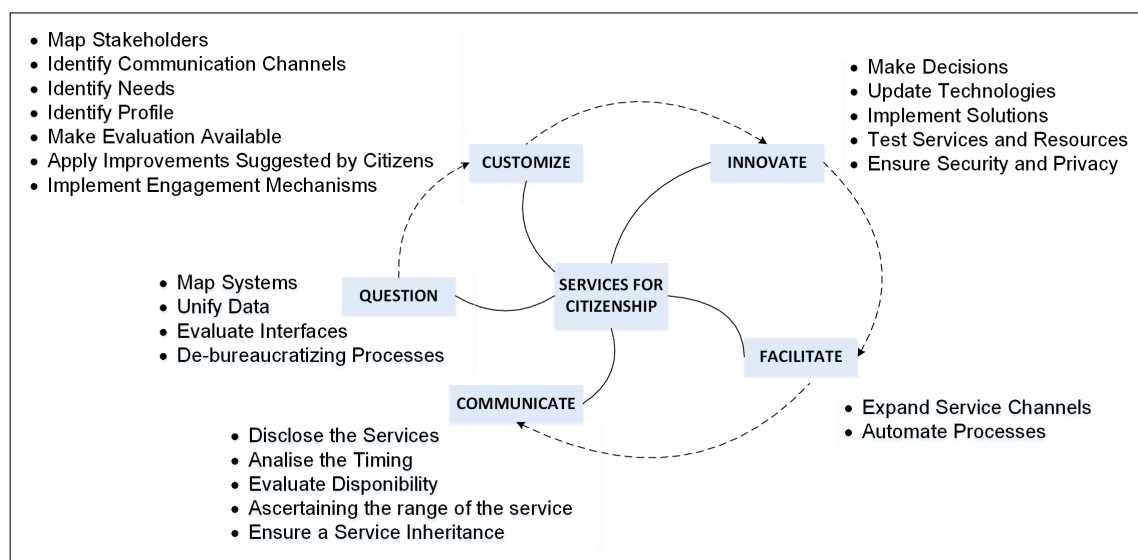 • Map Stakeholders
• Identify Communication Channels
• Identify Needs
• Identify Profile
• Make Evaluation Available
• Apply Improvements Suggested by Citizens
• Implement Engagement Mechanisms
CUSTOMIZE
INNOVATE
• Make Decisions
• Update Technologies
• Implement Solutions
• Test Services and Resources
• Ensure Security and Privacy
• Map Systems
• Unify Data
• Evaluate Interfaces
• De-bureaucratizing Processes
QUESTION
SERVICES FOR
CITIZENSHIP
FACILITATE
• Expand Service Channels
• Automate Processes
COMMUNICATE
• Disclose the Services
• Analise the Timing
• Evaluate Disponibility
• Ascertaining the range of the service
• Ensure a Service Inheritance